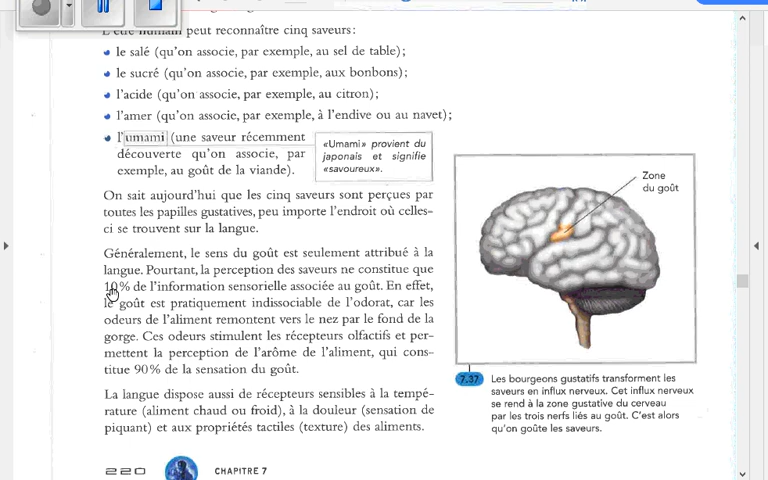 L'être humain peut reconnaître cinq saveurs :
le salé (qu'on associe, par exemple, au sel de table) ;
le sucré (qu'on associe, par exemple, aux bonbons) ;
l'acide (qu'on associe, par exemple, au citron) ;
l'amer (qu'on associe, par exemple, à l'endive ou au navet) ;
l'umami (une saveur récemment
découverte qu'on associe, par
exemple, au goût de la viande).
«Umami» provient du
japonais et signifie
«savoureux».
On sait aujourd'hui que les cinq saveurs sont perçues par
toutes les papilles gustatives, peu importe l'endroit où celles-
ci se trouvent sur la langue.
Généralement, le sens du goût est seulement attribué à la
langue. Pourtant, la perception des saveurs ne constitue que
10 % de l'information sensorielle associée au goût. En effet,
le goût est pratiquement indissociable de l'odorat, car les
odeurs de l'aliment remontent vers le nez par le fond de la
gorge. Ces odeurs stimulent les récepteurs olfactifs et per-
mettent la perception de l'arôme de l'aliment, qui cons-
titue 90 % de la sensation du goût.
La langue dispose aussi de récepteurs sensibles à la tempé-
rature (aliment chaud ou froid), à la douleur (sensation de
piquant) et aux propriétés tactiles (texture) des aliments.
Zone
du goût
7.37 Les bourgeons gustatifs transforment les
saveurs en influx nerveux. Cet influx nerveux
se rend à la zone gustative du cerveau
par les trois nerfs liés au goût. C'est alors
qu'on goûte les saveurs.
220 CHAPITRE 7